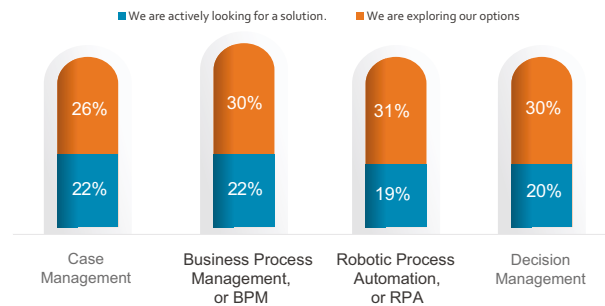 We are actively looking for a solution. We are exploring our options
26% 30% 31% 30%
22% 22% 19% 20%
Case Business Process Robotic Process Decision
Management Management, Automation, Management
or BPM or RPA